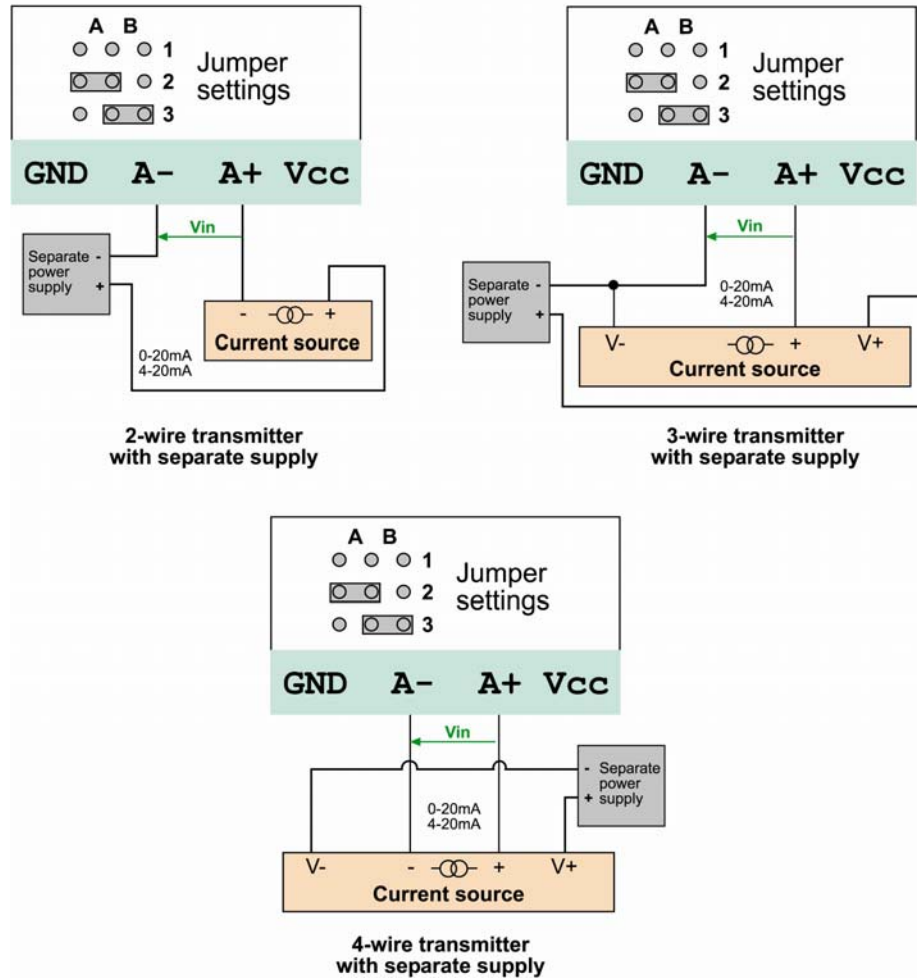 A B
1
2
3
Jumper
settings
GND A- A+ Vcc
Vin
Separate
power
supply
-
+
- +
Current source
0-20mA
4-20mA
2-wire transmitter
with separate supply
A B
1
2
3
Jumper
settings
GND A- A+ Vcc
Vin
Separate
power
supply
-
+
0-20mA
4-20mA
V- + V+
Current source
3-wire transmitter
with separate supply
A B
1
2
3
Jumper
settings
GND A- A+ Vcc
Vin
- Separate
+ power
supply
0-20mA
4-20mA
V- - + V+
Current source
4-wire transmitter
with separate supply